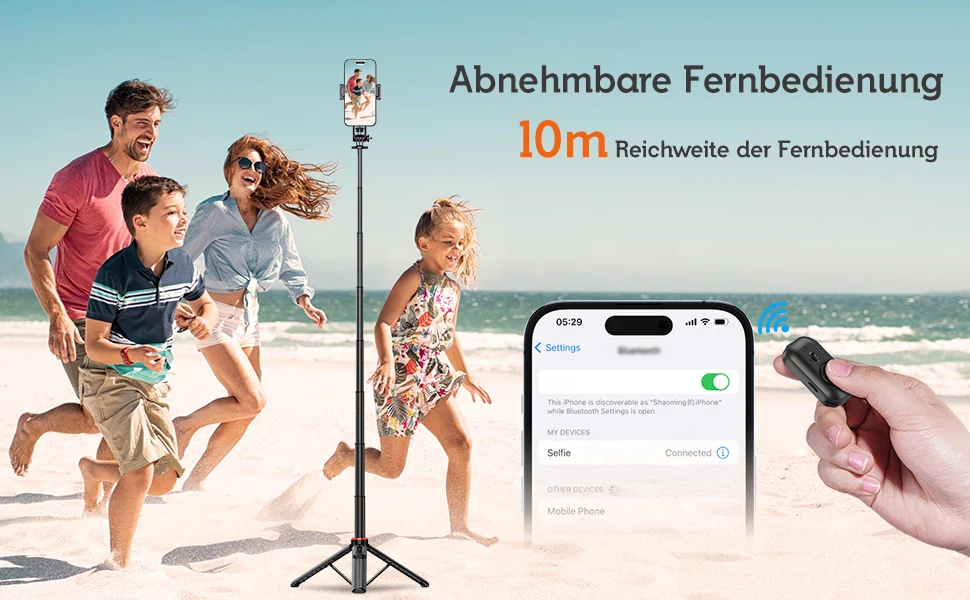 Abnehmbare Fernbedienung
10m Reichweite der Fernbedienung
05:29
Settings
This iPhone is discoverable as “Shaoming的iPhone”
while Bluetooth Settings is open.
MY DEVICES
Selfie Connected
OTHER DEVICES
Mobile Phone